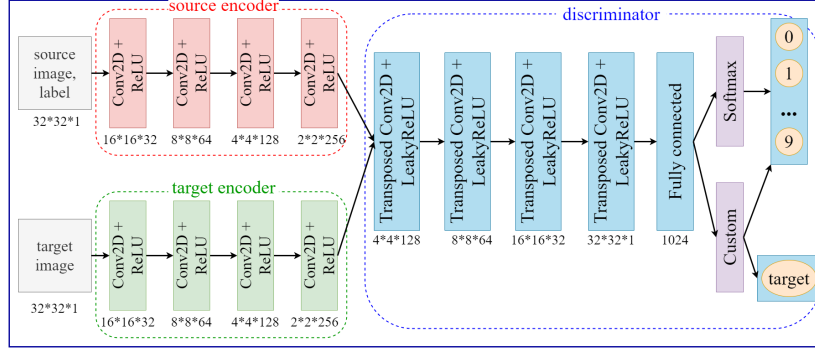 source encoder
discriminator
source
image,
label
32*32*1
Conv2D +
ReLU
16*16*32
Conv2D +
ReLU
8*8*64
Conv2D +
ReLU
4*4*128
Conv2D +
ReLU
2*2*256
target encoder
target
image
32*32*1
Conv2D +
ReLU
16*16*32
Conv2D +
ReLU
8*8*64
Conv2D +
ReLU
4*4*128
Conv2D +
ReLU
2*2*256
Transposed Conv2D +
LeakyReLU
4*4*128
Transposed Conv2D +
LeakyReLU
8*8*64
Transposed Conv2D +
LeakyReLU
16*16*32
Transposed Conv2D +
LeakyReLU
32*32*1
Fully connected
1024
Softmax
Custom
0
1
...
9
target